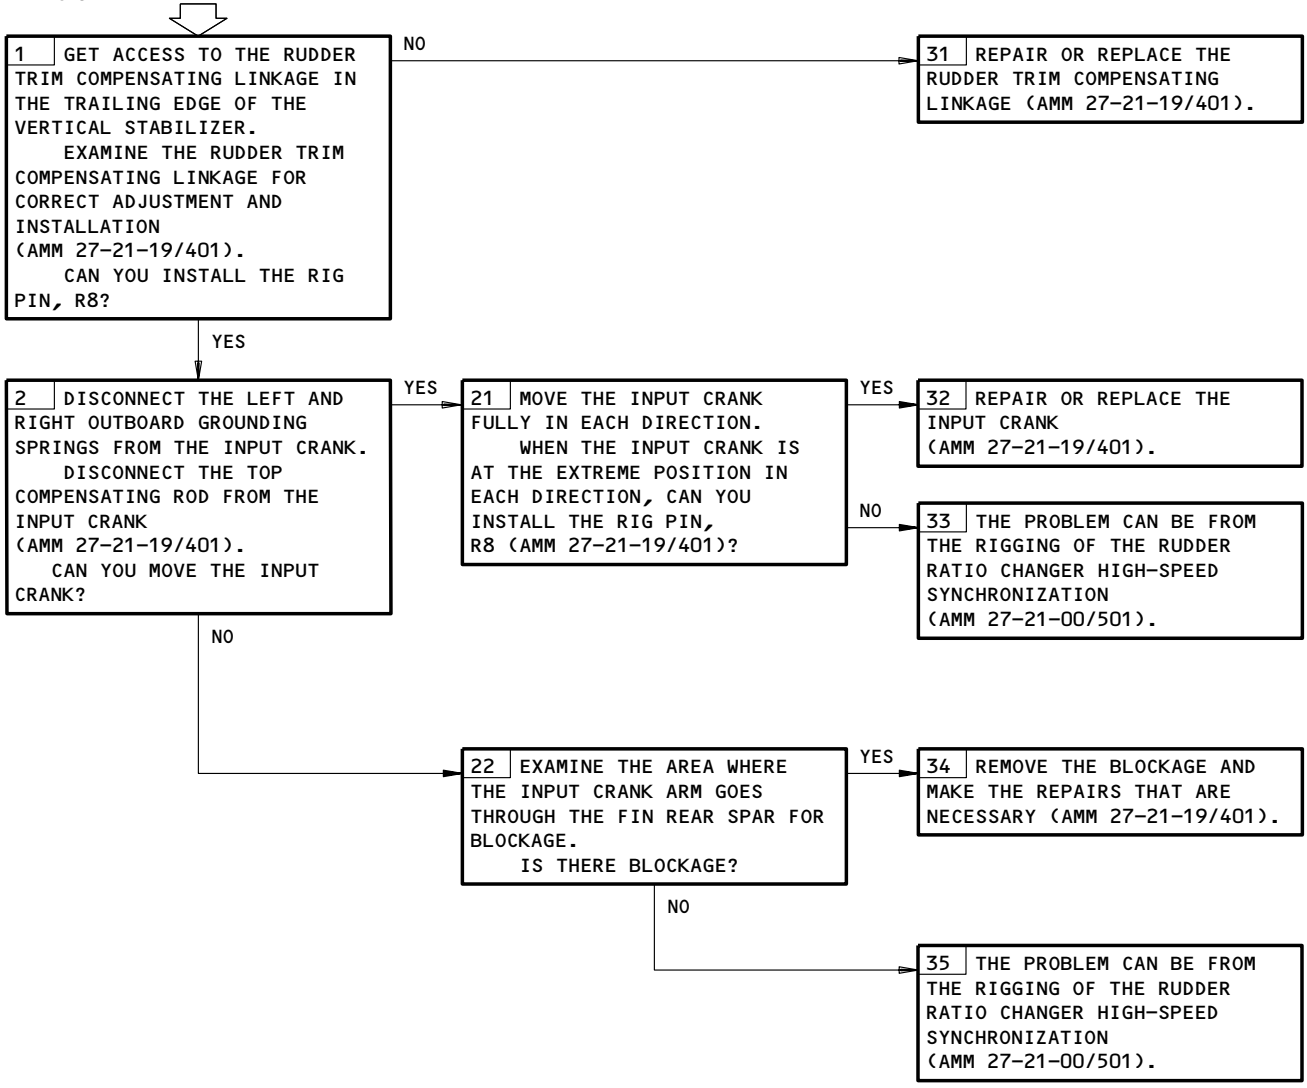 1 GET ACCESS TO THE RUDDER
TRIM COMPENSATING LINKAGE IN
THE TRAILING EDGE OF THE
VERTICAL STABILIZER.
EXAMINE THE RUDDER TRIM
COMPENSATING LINKAGE FOR
CORRECT ADJUSTMENT AND
INSTALLATION
(AMM 27-21-19/401).
CAN YOU INSTALL THE RIG
PIN, R8?
NO
31 REPAIR OR REPLACE THE
RUDDER TRIM COMPENSATING
LINKAGE (AMM 27-21-19/401).
YES
2 DISCONNECT THE LEFT AND
RIGHT OUTBOARD GROUNDING
SPRINGS FROM THE INPUT CRANK.
DISCONNECT THE TOP
COMPENSATING ROD FROM THE
INPUT CRANK
(AMM 27-21-19/401).
CAN YOU MOVE THE INPUT
CRANK?
YES
21 MOVE THE INPUT CRANK
FULLY IN EACH DIRECTION.
WHEN THE INPUT CRANK IS
AT THE EXTREME POSITION IN
EACH DIRECTION, CAN YOU
INSTALL THE RIG PIN,
R8 (AMM 27-21-19/401)?
YES
32 REPAIR OR REPLACE THE
INPUT CRANK
(AMM 27-21-19/401).
NO
33 THE PROBLEM CAN BE FROM
THE RIGGING OF THE RUDDER
RATIO CHANGER HIGH-SPEED
SYNCHRONIZATION
(AMM 27-21-00/501).
NO
22 EXAMINE THE AREA WHERE
THE INPUT CRANK ARM GOES
THROUGH THE FIN REAR SPAR FOR
BLOCKAGE.
IS THERE BLOCKAGE?
YES
34 REMOVE THE BLOCKAGE AND
MAKE THE REPAIRS THAT ARE
NECESSARY (AMM 27-21-19/401).
NO
35 THE PROBLEM CAN BE FROM
THE RIGGING OF THE RUDDER
RATIO CHANGER HIGH-SPEED
SYNCHRONIZATION
(AMM 27-21-00/501).